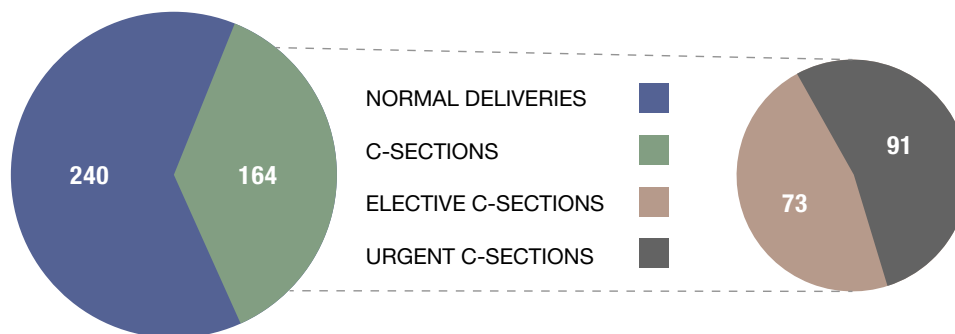 NORMAL DELIVERIES
C-SECTIONS
ELECTIVE C-SECTIONS
URGENT C-SECTIONS
240
164
73
91